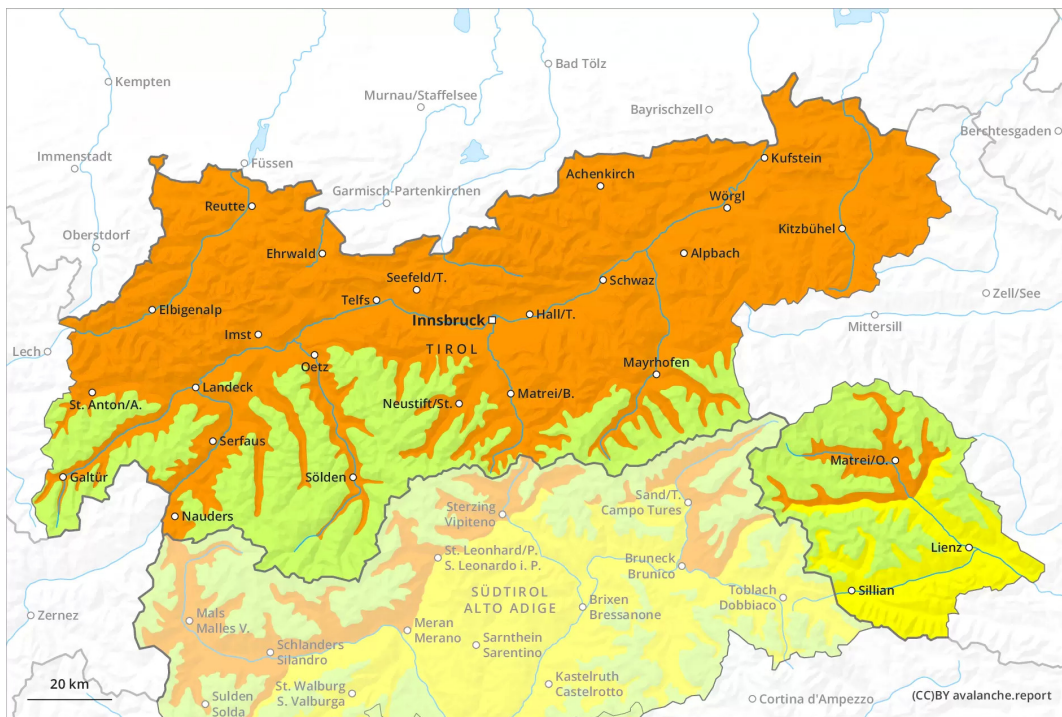 Kempten
Bad Tölz
Murnau/Staffelsee
Bayrischzell
Berchtesgaden
Immenstadt
Füssen
Kufstein
Garmisch-Partenkirchen
Achenkirch
Reutte
Wörgl
Oberstdorf
Kitzbühel
Ehrwald
Alpbach
Seefeld/T.
Schwaz
Zell/See
Telfs
Elbigenalp
Innsbruck
Hall/T.
Mittersill
Imst
TIROL
Lech
Oetz
Mayrhofen
Landeck
St. Anton/A.
Neustift/St.
Matrei/B.
Serfaus
Matrei/O.
Galtür
Sölden
Sterzing
Vipiteno
Sand/T.
Campo Tures
Nauders
Lienz
St. Leonhard/P.
S. Leonardo i. P.
Bruneck
Brunico
Sillian
SÜDTIROL
ALTO ADIGE
Toblach
Dobbiaco
Zernez
Mals
Malles V.
Brixen
Bressanone
Meran
Merano
Sarnthein
Sarentino
Schlanders
Silandro
20 km
St. Walburg
S. Valburga
Kastelruth
Castelrotto
Sulden
Solda
Cortina d'Ampezzo
(CC)BY avalanche.report